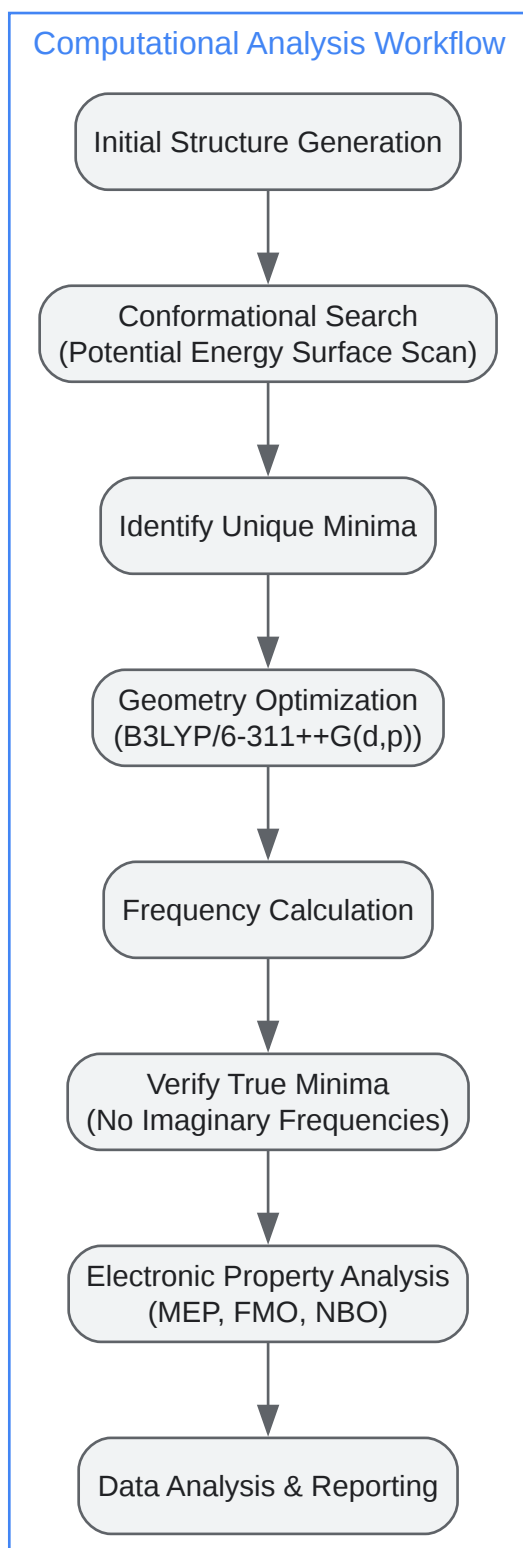 Computational Analysis Workflow
Initial Structure Generation
Conformational Search
(Potential Energy Surface Scan)
Identify Unique Minima
Geometry Optimization
(B3LYP/6-311++G(d,p))
Frequency Calculation
Verify True Minima
(No Imaginary Frequencies)
Electronic Property Analysis
(MEP, FMO, NBO)
Data Analysis & Reporting